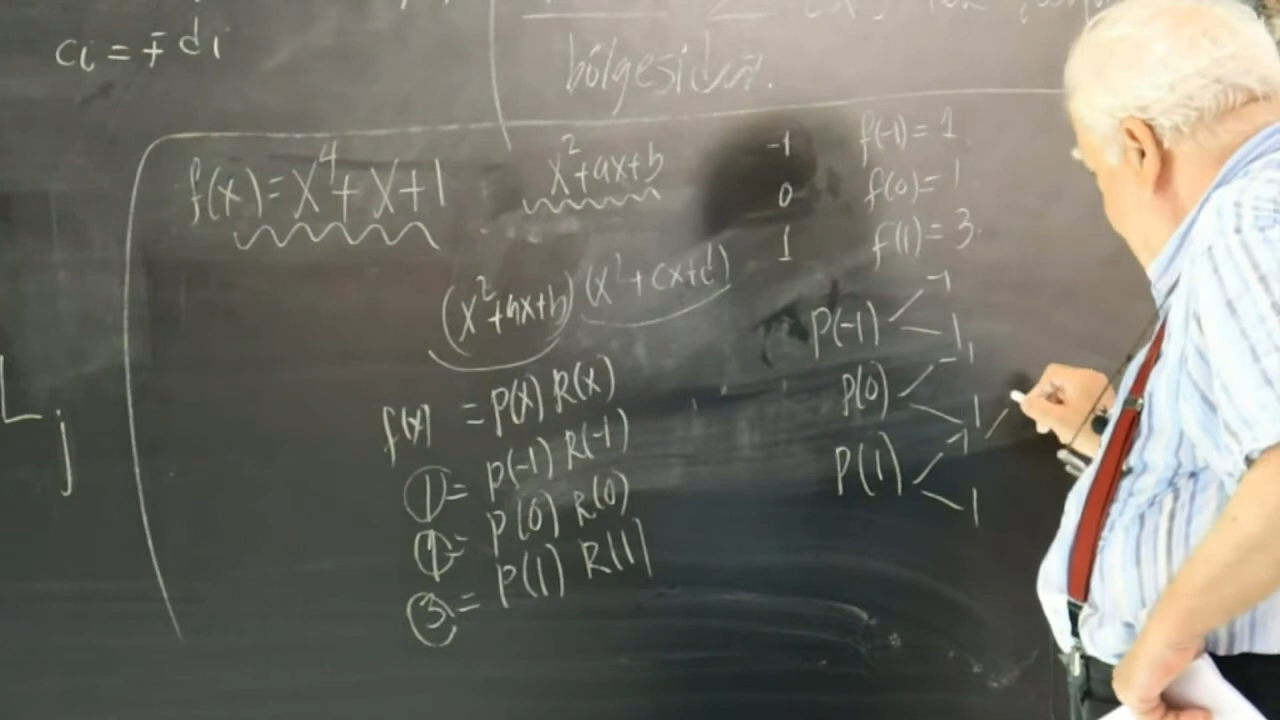 ci = ∓ di
bölgesidir.
f(x) = x⁴ + x + 1
x² + ax + b
-1
0
1
f(-1) = 1
f(0) = 1
f(1) = 3.
(x² + ax + b) (x² + cx + d)
f(x) = p(x) R(x)
1 = p(-1) R(-1)
1 = p(0) R(0)
3 = p(1) R(1)
p(-1) -1
1
p(0) -1
1
p(1) -1
1
L j